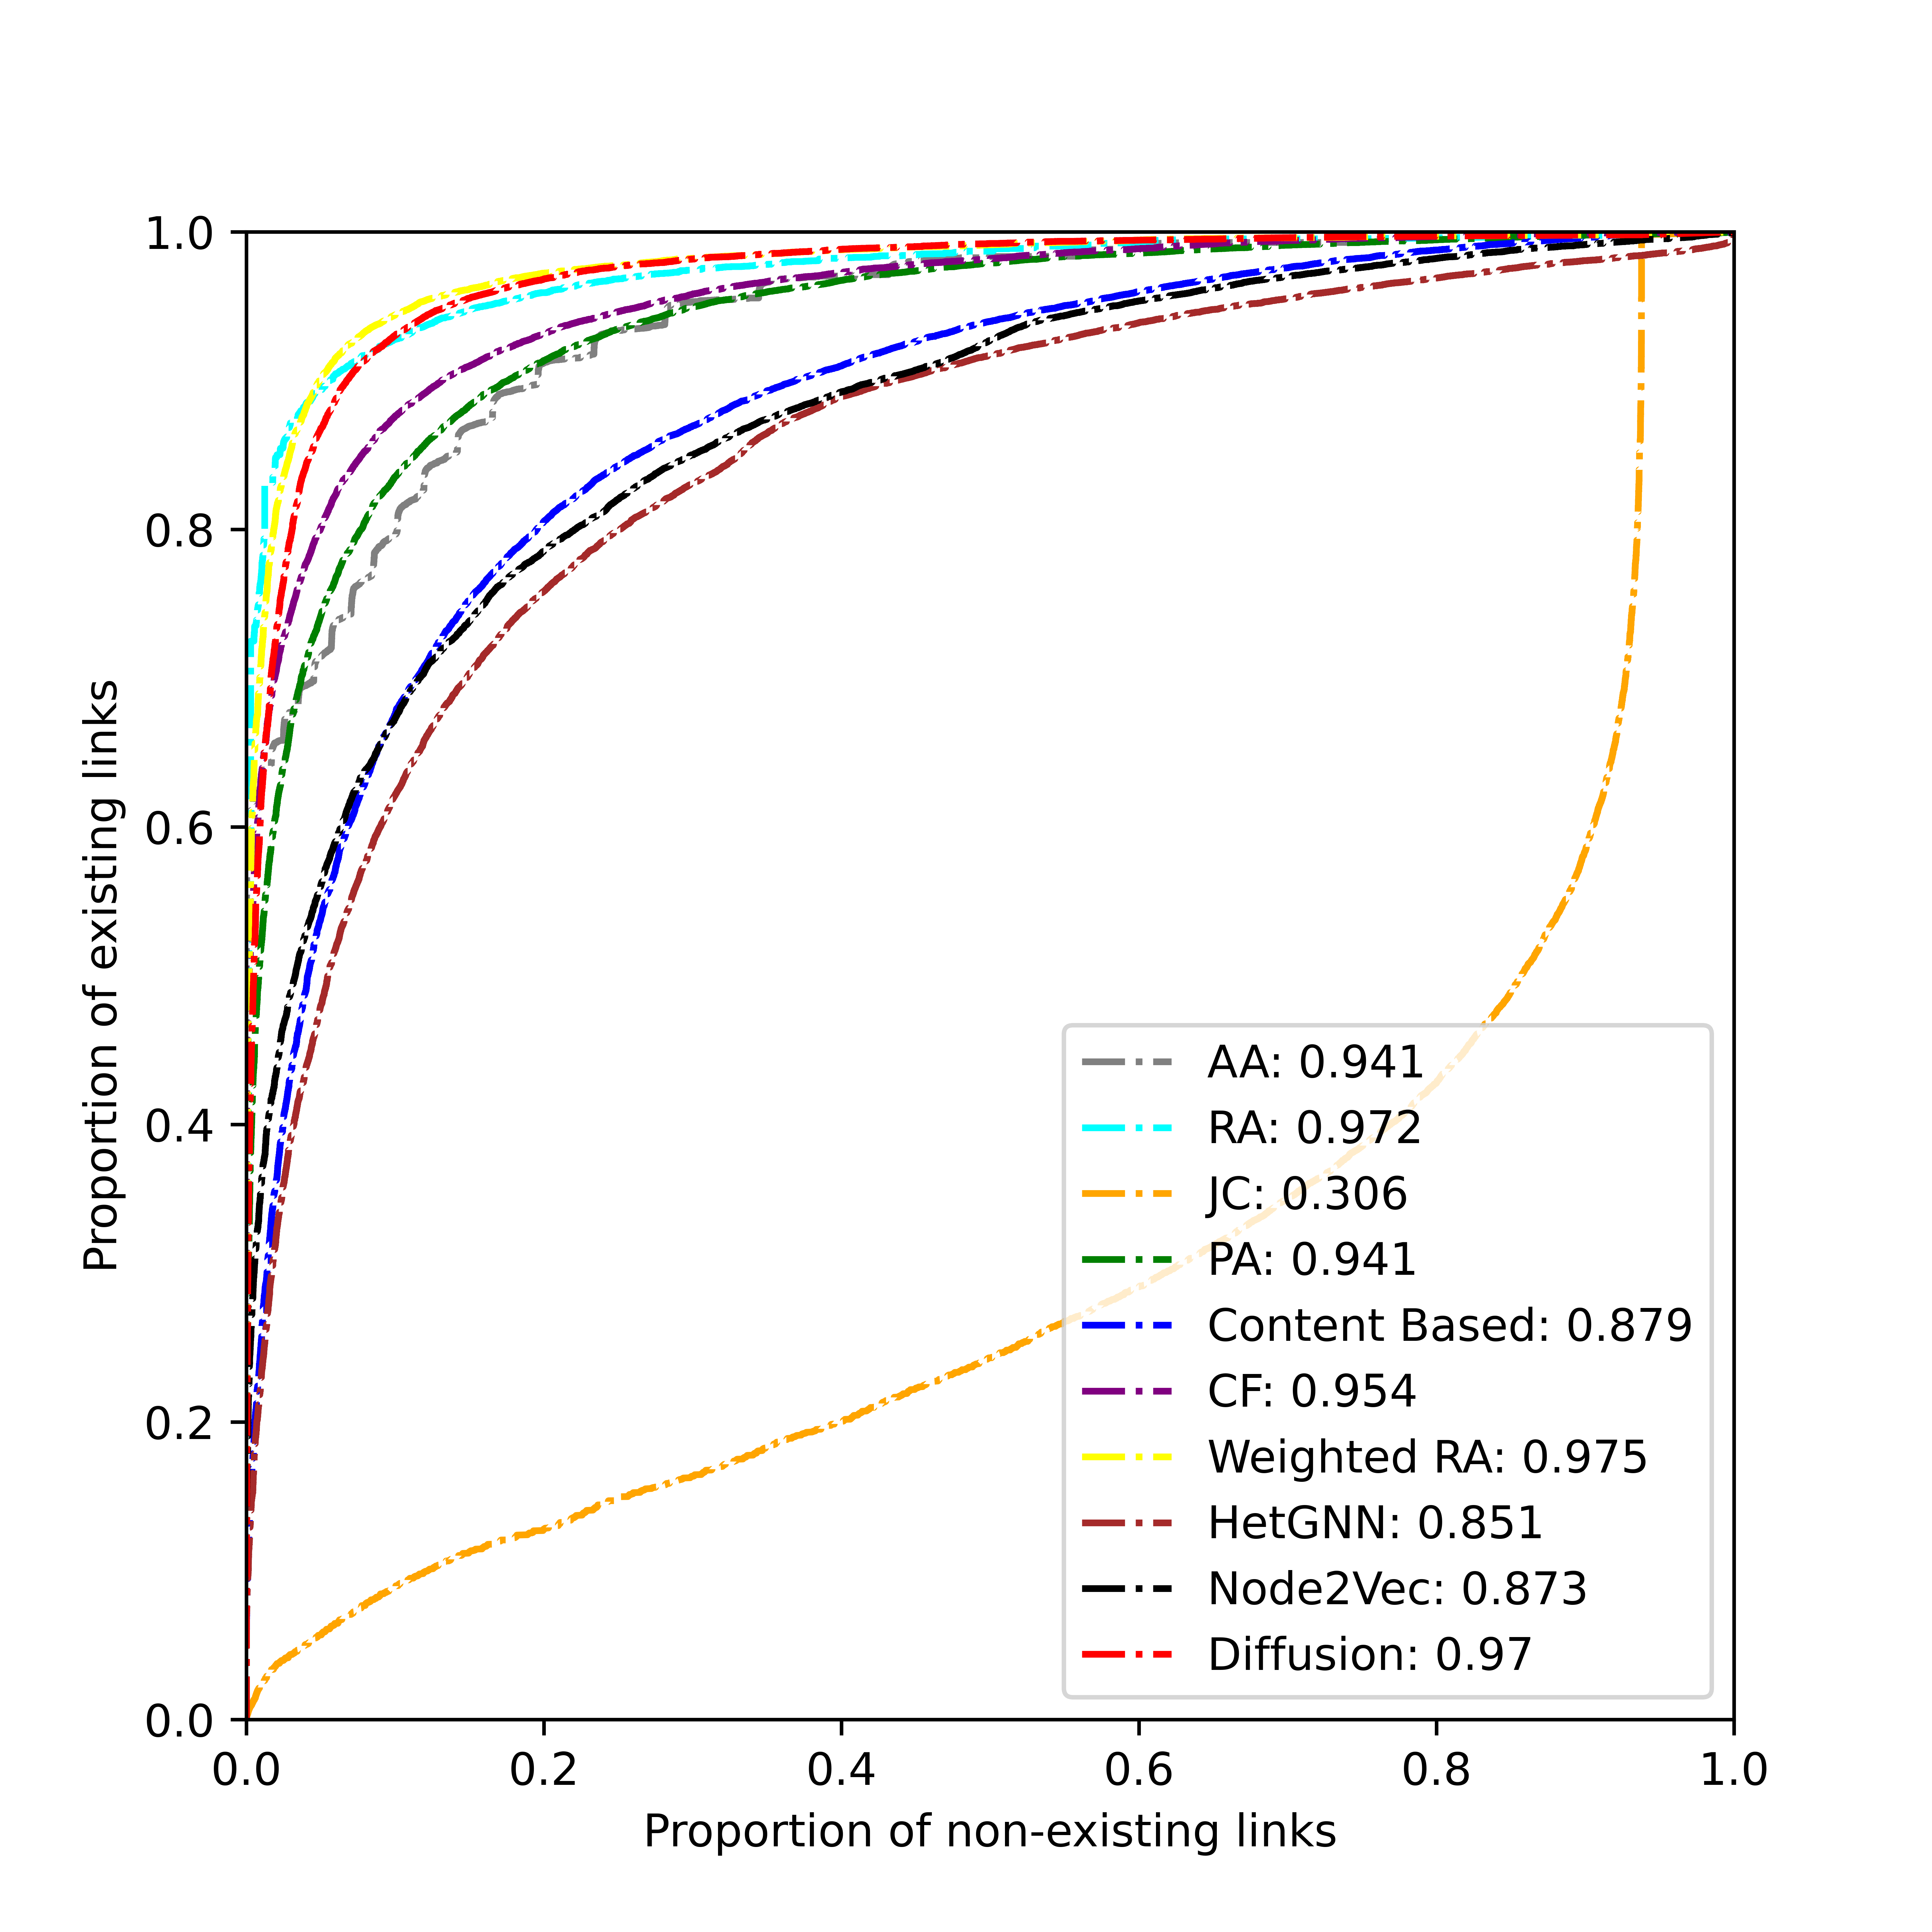 1.0
0.8
0.6
0.4
0.2
0.0
Proportion of existing links
AA: 0.941
RA: 0.972
JC: 0.306
PA: 0.941
Content Based: 0.879
CF: 0.954
Weighted RA: 0.975
HetGNN: 0.851
Node2Vec: 0.873
Diffusion: 0.97
0.0 0.2 0.4 0.6 0.8 1.0
Proportion of non-existing links